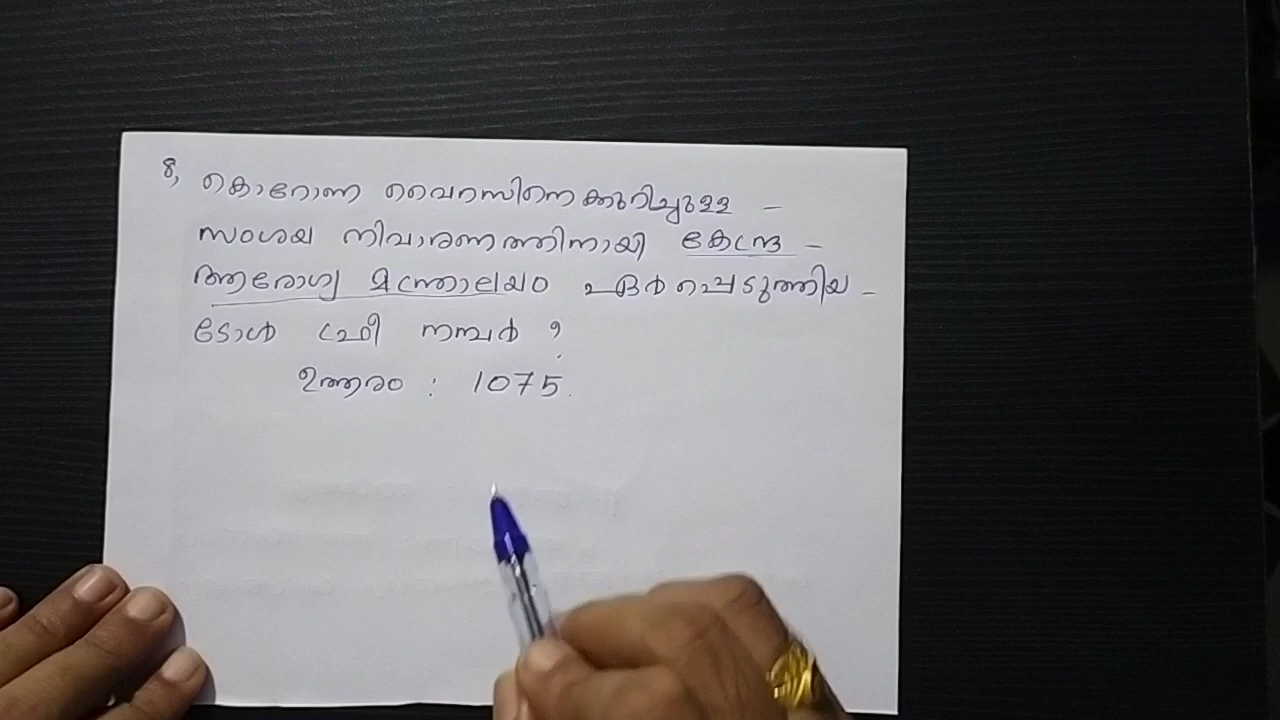 8, കൊറോണ വൈറസിനെക്കുറിച്ചുള്ള -
സംശയ നിവാരണത്തിനായി കേന്ദ്ര -
ആരോഗ്യ മന്ത്രാലയം ഏർപ്പെടുത്തിയ -
ടോൾ ഫ്രീ നമ്പർ ?
ഉത്തരം : 1075.